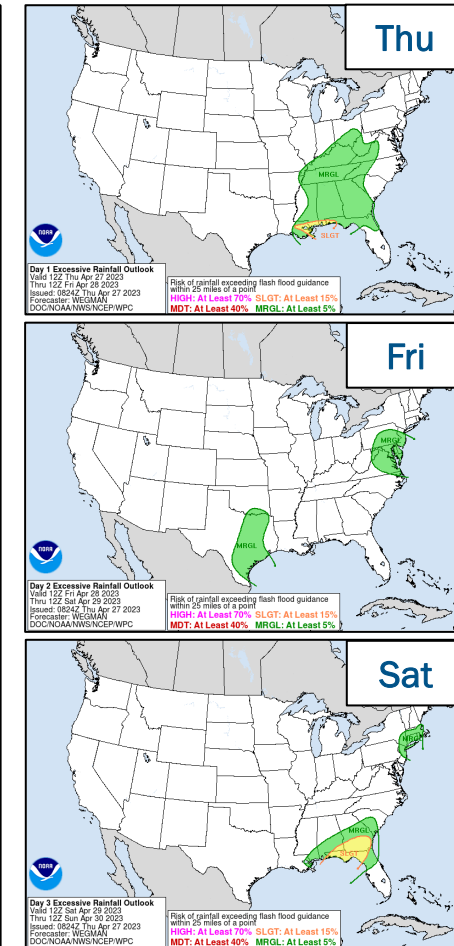 Thu
MRGL
SLGT
NOAA
Day 1 Excessive Rainfall Outlook
Valid 12Z Thu Apr 27 2023
Thru 12Z Fri Apr 28 2023
Issued: 0824Z Thu Apr 27 2023
Forecaster: WEGMAN
DOC/NOAA/NWS/NCEP/WPC
Risk of rainfall exceeding flash flood guidance
within 25 miles of a point
HIGH: At Least 70% SLGT: At Least 15%
MDT: At Least 40% MRGL: At Least 5%
Fri
MRGL
MRGL
NOAA
Day 2 Excessive Rainfall Outlook
Valid 12Z Fri Apr 28 2023
Thru 12Z Sat Apr 29 2023
Issued: 0824Z Thu Apr 27 2023
Forecaster: WEGMAN
DOC/NOAA/NWS/NCEP/WPC
Risk of rainfall exceeding flash flood guidance
within 25 miles of a point
HIGH: At Least 70% SLGT: At Least 15%
MDT: At Least 40% MRGL: At Least 5%
Sat
MRGL
MRGL
SLGT
NOAA
Day 3 Excessive Rainfall Outlook
Valid 12Z Sat Apr 29 2023
Thru 12Z Sun Apr 30 2023
Issued: 0824Z Thu Apr 27 2023
Forecaster: WEGMAN
DOC/NOAA/NWS/NCEP/WPC
Risk of rainfall exceeding flash flood guidance
within 25 miles of a point
HIGH: At Least 70% SLGT: At Least 15%
MDT: At Least 40% MRGL: At Least 5%